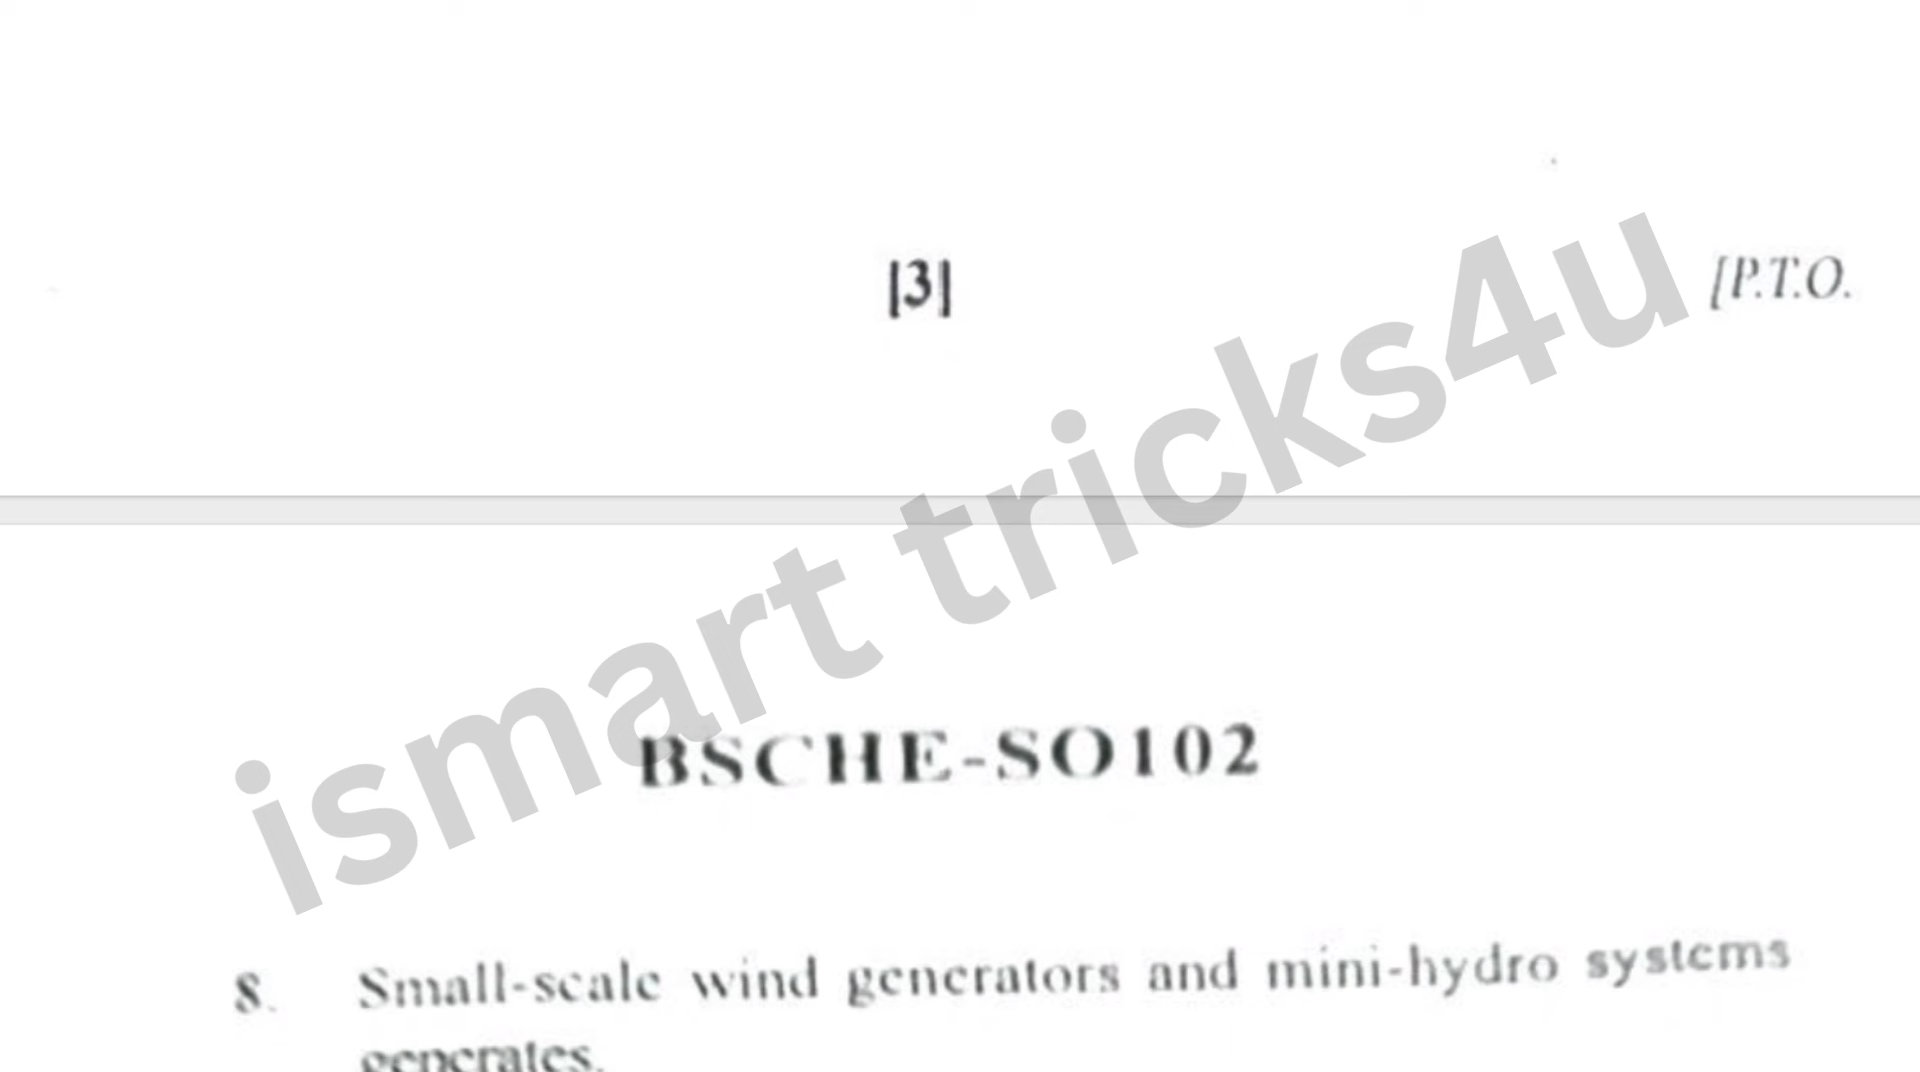 [3]
[P.T.O.
ismart tricks4u
BSCHE-SO102
8. Small-scale wind generators and mini-hydro systems
generates.